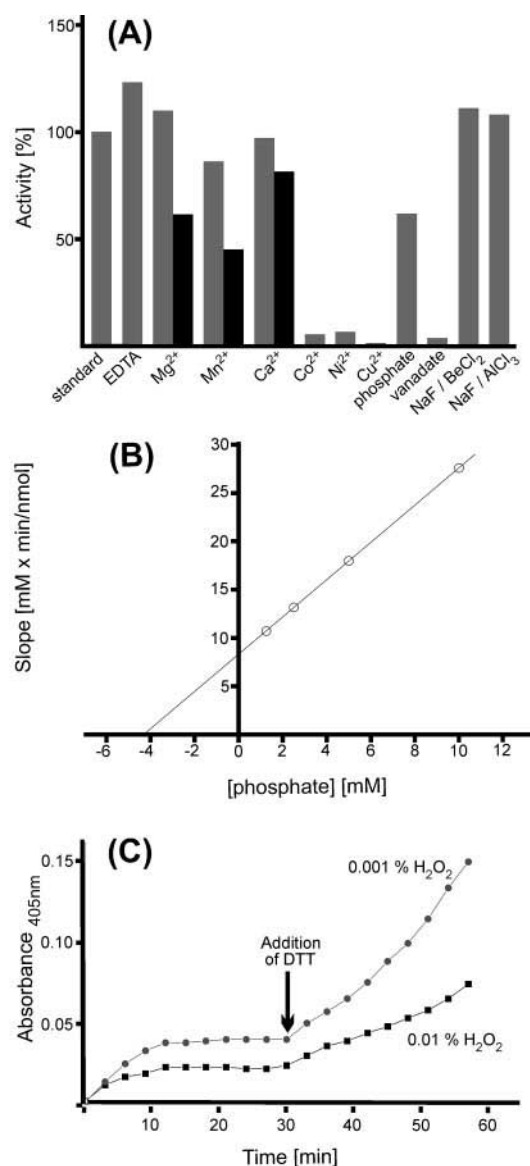 (A)
Activity [%]
150
100
50
standard
EDTA
Mg²⁺
Mn²⁺
Ca²⁺
Co²⁺
Ni²⁺
Cu²⁺
phosphate
vanadate
NaF / BeCl₂
NaF / AlCl₃
(B)
Slope [mM x min/nmol]
30
25
20
15
10
5
-6 -4 -2 0 2 4 6 8 10 12
[phosphate] [mM]
(C)
Absorbance 405nm
0.15
0.10
0.05
0.001 % H₂O₂
Addition
of DTT
0.01 % H₂O₂
10 20 30 40 50 60
Time [min]